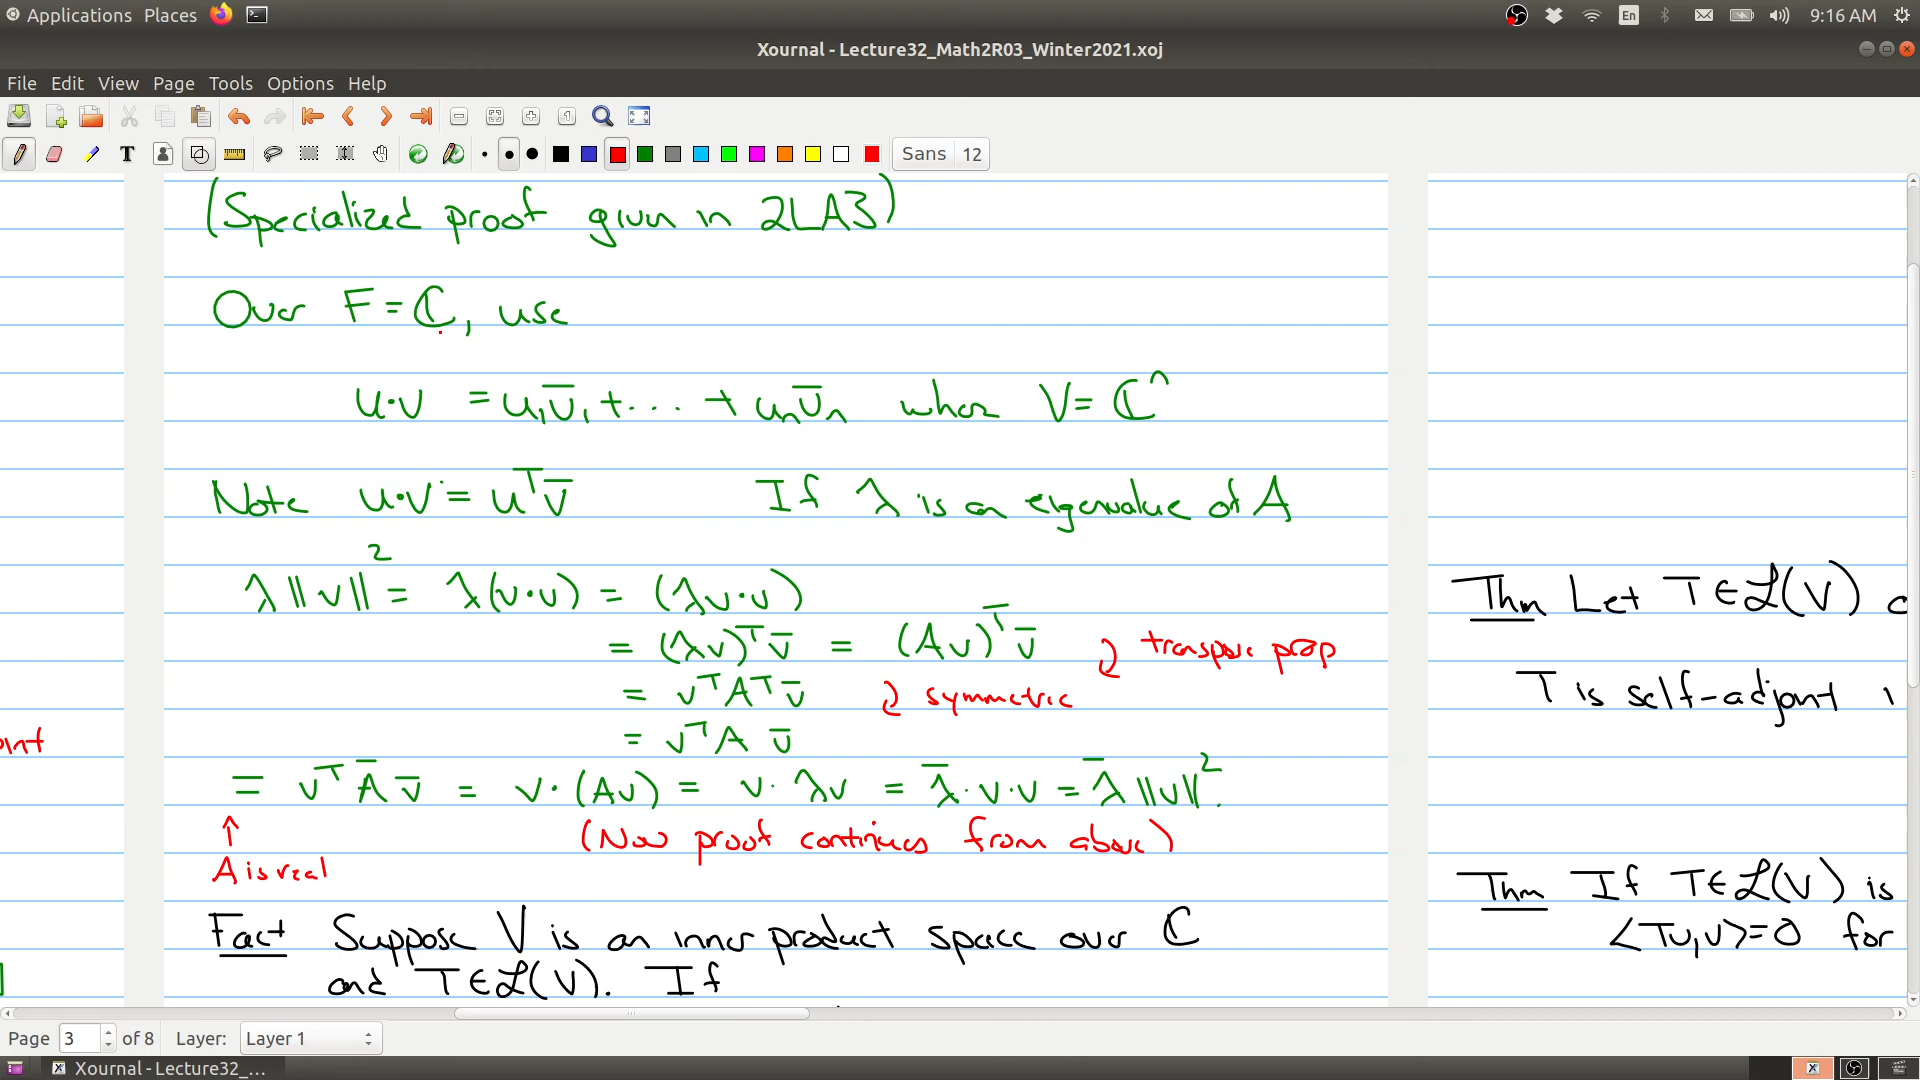 Applications Places En 9:16 AM
Xournal - Lecture32_Math2R03_Winter2021.xoj
File Edit View Page Tools Options Help
T Sans 12
(Specialized proof given in 2LA3)
Over F = ℂ, use
u·v = u₁v̅₁ + ... + uₙv̅ₙ where V = ℂⁿ
Note u·v = uᵀv̅ If λ is an eigenvalue of A
λ||v||² = λ(v·v) = (λv·v)
= (λv)ᵀv̅ = (Av)ᵀv̅ transpose prop
= vᵀAᵀv̅ symmetric
= vᵀA v̅
= vᵀA̅v̅ = v·(Av) = v·λv = λ̅·v·v = λ̅||v||².
↑ (Now proof continues from above)
A is real
Fact Suppose V is an inner product space over ℂ
and T∈ℒ(V). If
Thm Let T∈ℒ(V)
T is self-adjoint
Thm If T∈ℒ(V) is
<Tv,v>=0 for
Page 3 of 8 Layer: Layer 1
Xournal - Lecture32_...